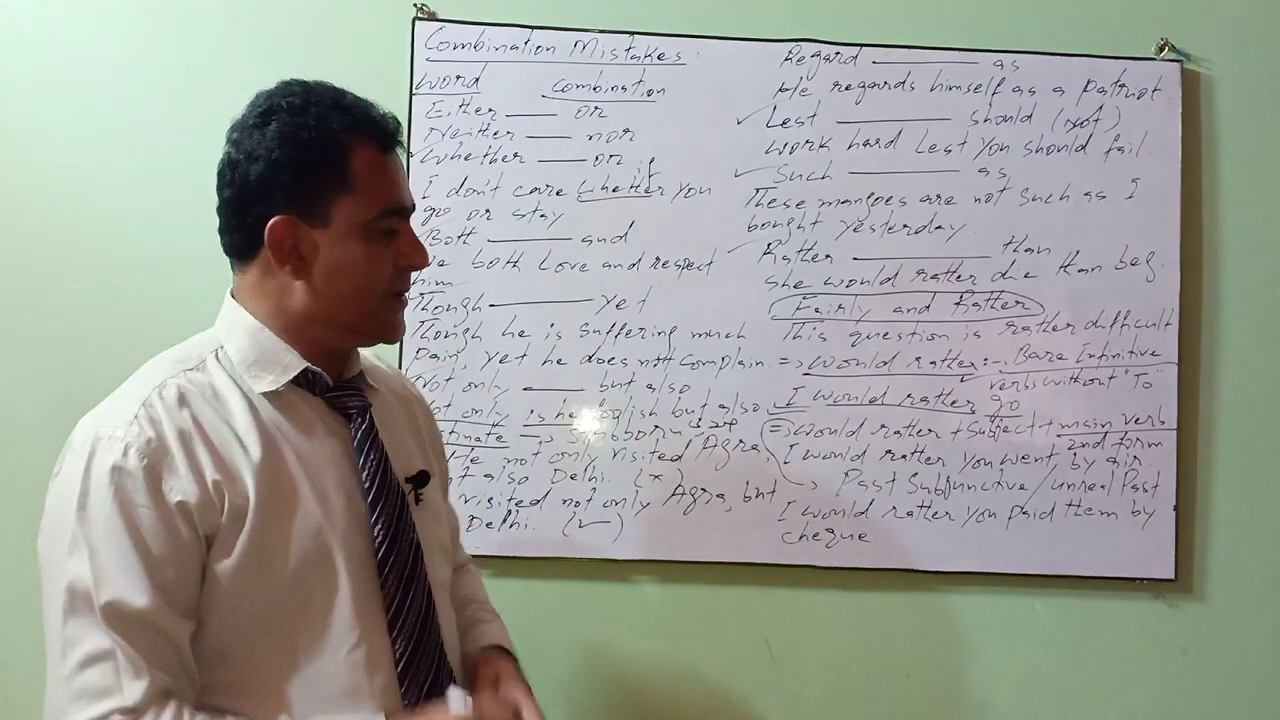 Combination Mistakes:
Word combination
Either —— or
Neither —— nor
Whether —— or
if
I don't care whether you
go or stay
Both —— and
both Love and respect
him
Though —— yet
Though he is suffering much
Pain, yet he does not complain.
Not only —— but also
Not only is he foolish but also
→ stubborn
He not only visited Agra,
also Delhi. (x)
visited not only Agra, but
Delhi. (✓)
Regard —— as
He regards himself as a Patriot
✓ Lest —— should (not)
work hard Lest you should fail.
✓ Such —— as
These mangoes are not such as I
bought yesterday.
Rather —— than
She would rather die than beg.
Fairly and Rather
This question is rather difficult
=> would rather :-> Bare Infinitive
verbs without "To"
I would rather go
=> would rather + subject + main verb
2nd form
I would rather you went by air.
-> Past Subjunctive / unreal Past
I would rather you paid them by
cheque.